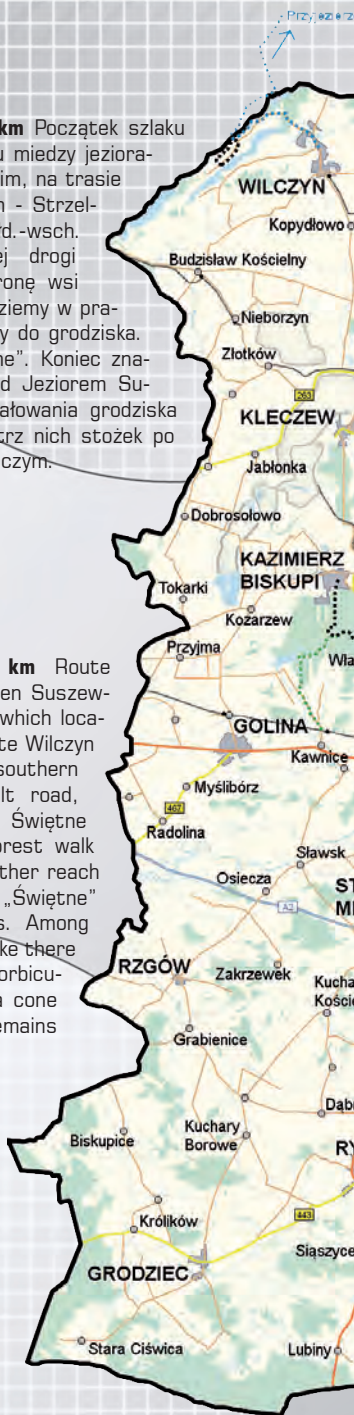 km Początek szlaku
u miedzy jeziora-
im, na trasie
n - Strzel-
d.-wsch.
ej drogi
ronę wsi
dziemy w pra-
y do grodziska.
ne”. Koniec zna-
d Jeziorem Su-
ałowania grodziska
trz nich stożek po
czym.
km Route
en Suszew-
which loca-
te Wilczyn
southern
lt road,
Świętne
orest walk
ther reach
„Świętne”
s. Among
ke there
orbicu-
a cone
emains
WILCZYN
Kopydłowo
Budzisław Kościelny
Nieborzyn
Złotków
263
KLECZEW
Jabłonka
Dobrosołowo
KAZIMIERZ
BISKUPI
Tokarki
Kozarzew
Przyjma
Wła
GOLINA
Kawnice
Myślibórz
467
Radolina
Sławsk
Osiecza
ST
MI
A2
RZGÓW
Zakrzewek
Kucha
Kości
Grabienice
Dąb
Kuchary
Borowe
Biskupice
RY
Królików
443
Siąszyce
GRODZIEC
Stara Ciświca
Lubiny